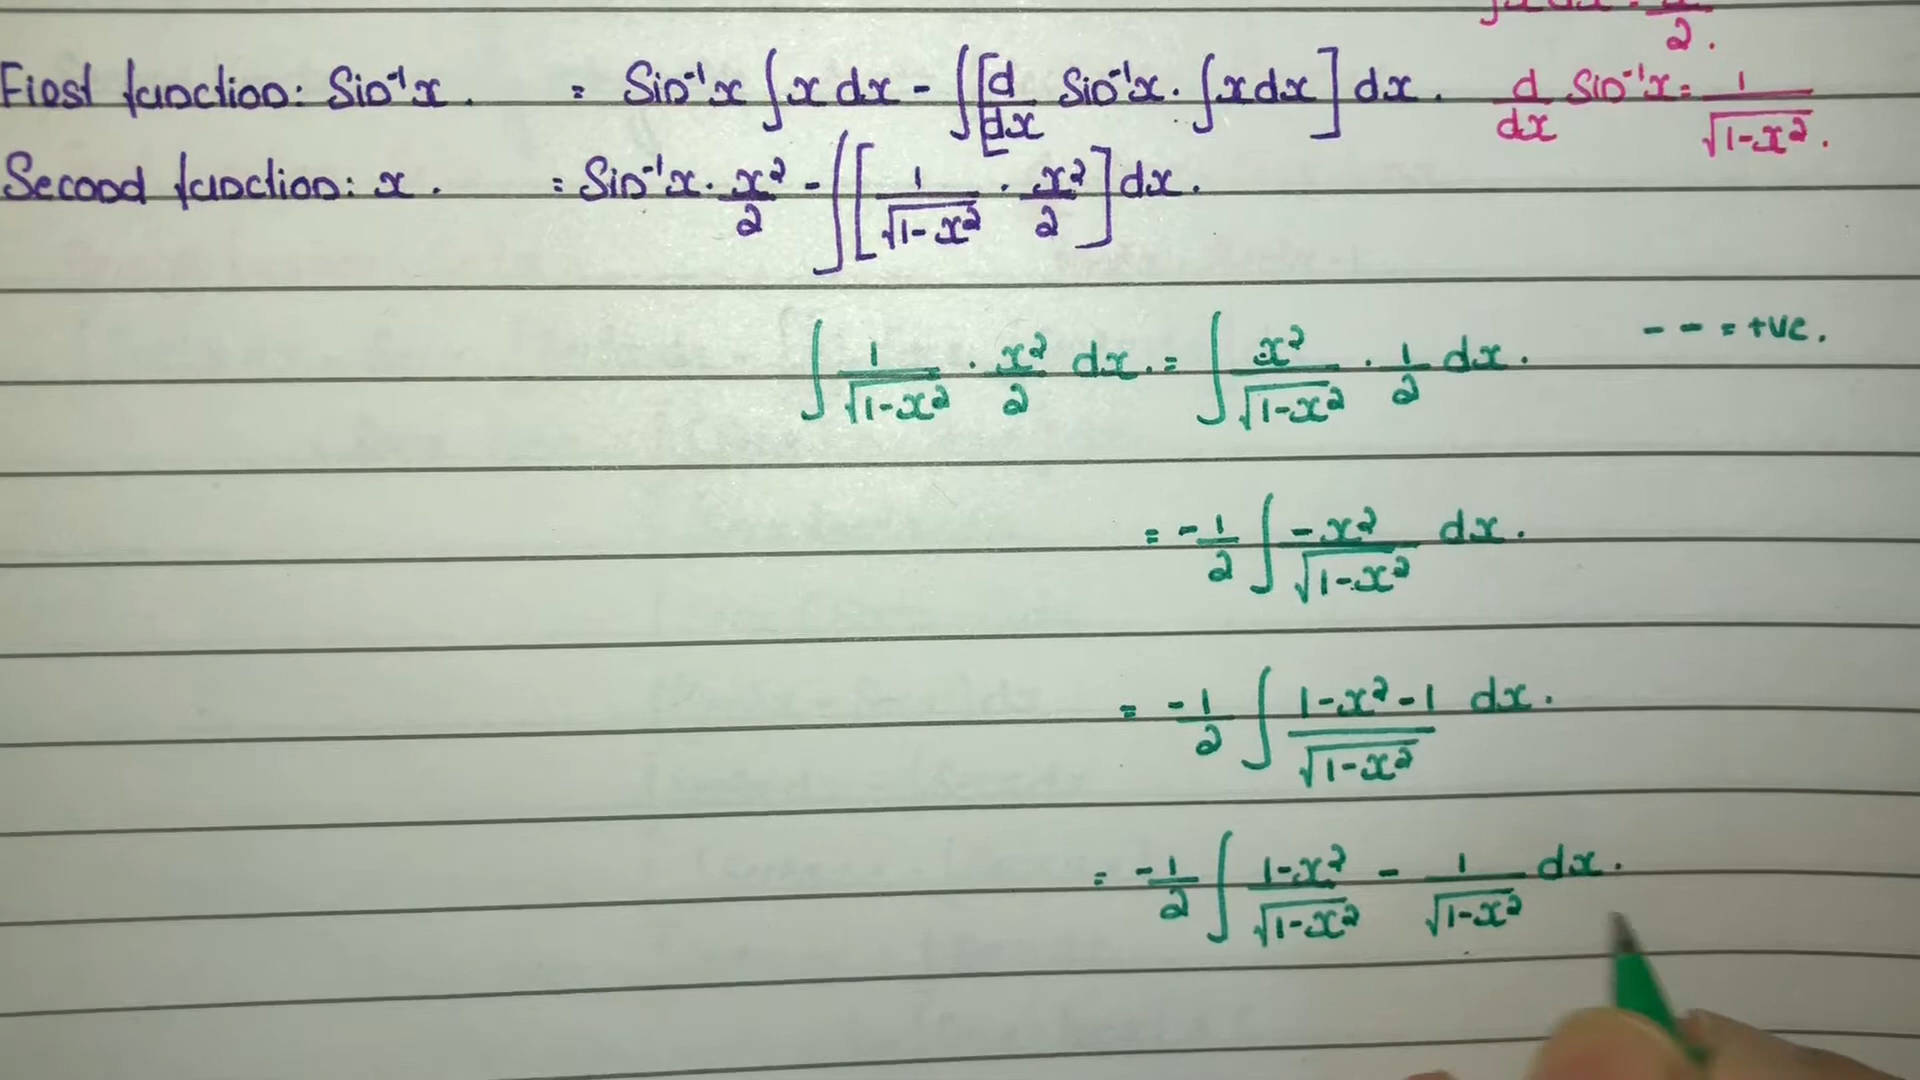 ∫x dx = x²/2.
First function: Sin⁻¹x. = Sin⁻¹x ∫x dx - ∫[d/dx Sin⁻¹x . ∫x dx] dx. d/dx Sin⁻¹x = 1/√(1-x²).
Second function: x. = Sin⁻¹x . x²/2 - ∫[1/√(1-x²) . x²/2] dx.
∫ 1/√(1-x²) . x²/2 dx. = ∫ x²/√(1-x²) . 1/2 dx. - - = +ve.
= -1/2 ∫ -x²/√(1-x²) dx.
= -1/2 ∫ (1-x²-1)/√(1-x²) dx.
= -1/2 ∫ (1-x²)/√(1-x²) - 1/√(1-x²) dx.